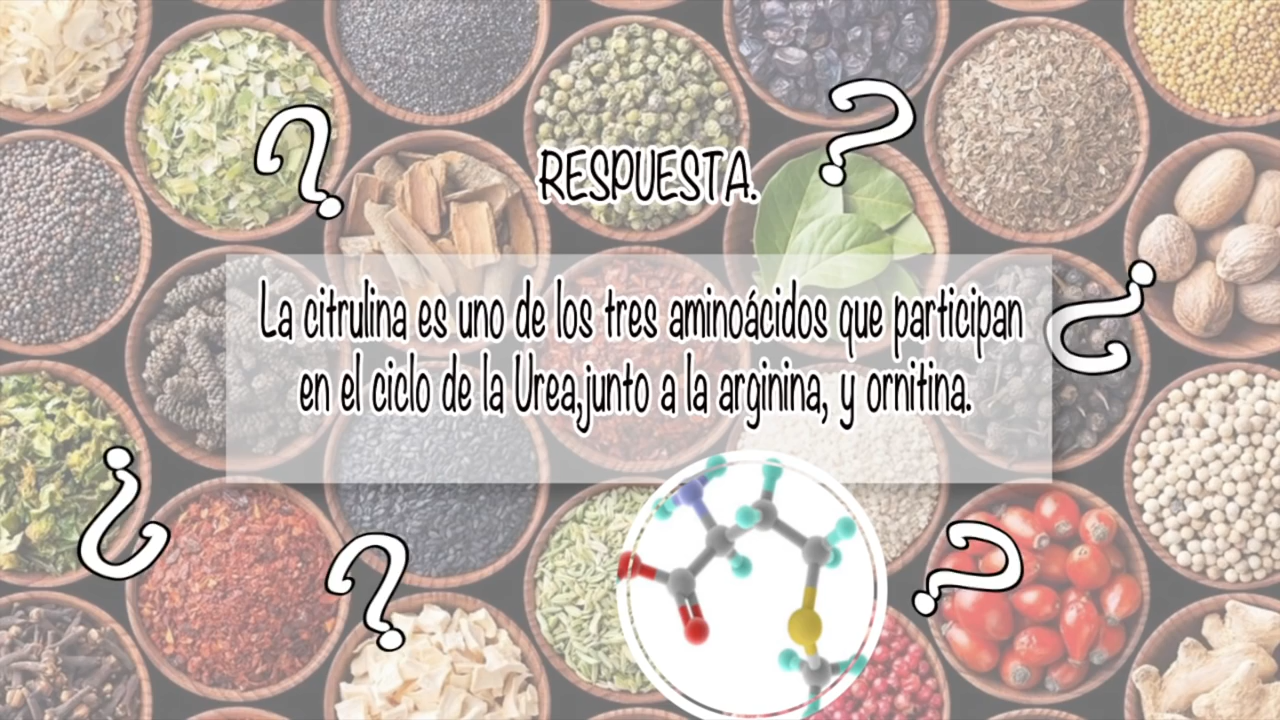 RESPUESTA.
La citrulina es uno de los tres aminoácidos que participan
en el ciclo de la Urea,junto a la arginina, y ornitina.